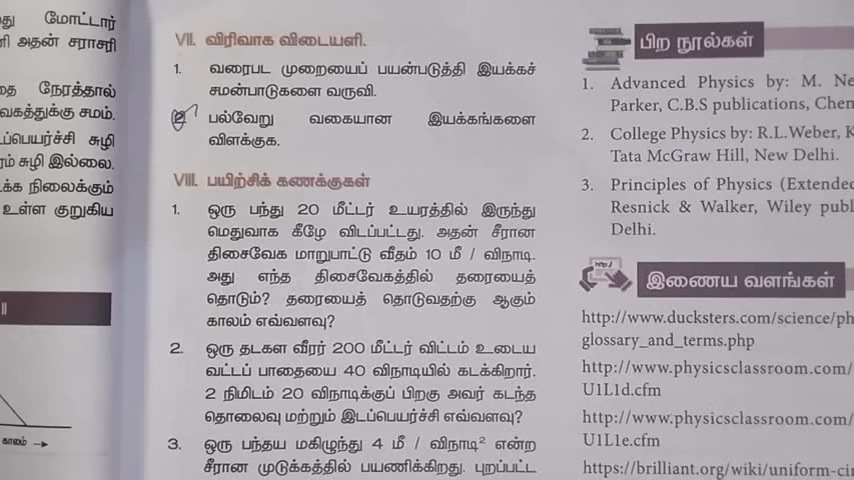 மோட்டார்
அதன் சராசரி
நேரத்தால்
சமம்.
சுழி
சுழி இல்லை.
நிலைக்கும்
உள்ள குறுகிய
காலம்
VII. விரிவாக விடையளி.
1. வரைபட முறையைப் பயன்படுத்தி இயக்கச்
சமன்பாடுகளை வருவி.
பல்வேறு வகையான இயக்கங்களை
விளக்குக.
VIII. பயிற்சிக் கணக்குகள்
1. ஒரு பந்து 20 மீட்டர் உயரத்தில் இருந்து
மெதுவாக கீழே விடப்பட்டது. அதன் சீரான
திசைவேக மாறுபாட்டு வீதம் 10 மீ / விநாடி.
அது எந்த திசைவேகத்தில் தரையைத்
தொடும்? தரையைத் தொடுவதற்கு ஆகும்
காலம் எவ்வளவு?
2. ஒரு தடகள வீரர் 200 மீட்டர் விட்டம் உடைய
வட்டப் பாதையை 40 விநாடியில் கடக்கிறார்.
2 நிமிடம் 20 விநாடிக்குப் பிறகு அவர் கடந்த
தொலைவு மற்றும் இடப்பெயர்ச்சி எவ்வளவு?
3. ஒரு பந்தய மகிழுந்து 4 மீ / விநாடி² என்ற
சீரான முடுக்கத்தில் பயணிக்கிறது. புறப்பட்ட
பிற நூல்கள்
1. Advanced Physics by: M. Ne
Parker, C.B.S publications, Chen
2. College Physics by: R.L.Weber, K
Tata McGraw Hill, New Delhi.
3. Principles of Physics (Extended
Resnick & Walker, Wiley publ
Delhi.
http://
இணைய வளங்கள்
http://www.ducksters.com/science/ph
glossary_and_terms.php
http://www.physicsclassroom.com/
U1L1d.cfm
http://www.physicsclassroom.com/
U1L1e.cfm
https://brilliant.org/wiki/uniform-cir